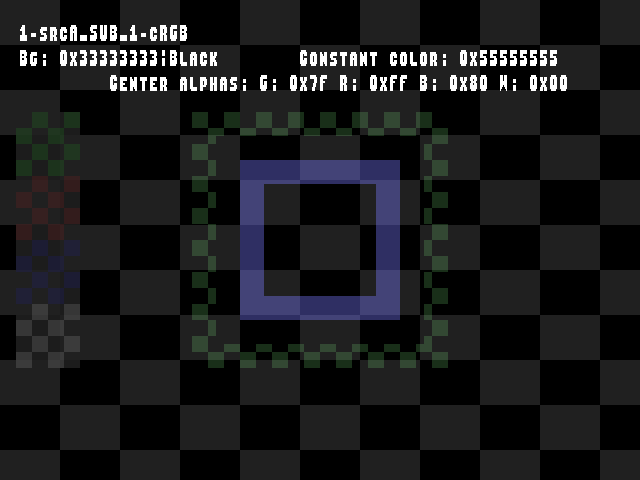 1-srcA_SUB_1-cRGB
Bg: 0x33333333;Black Constant color: 0x55555555
Center alphas: G: 0x7f R: 0xff B: 0x80 W: 0x00